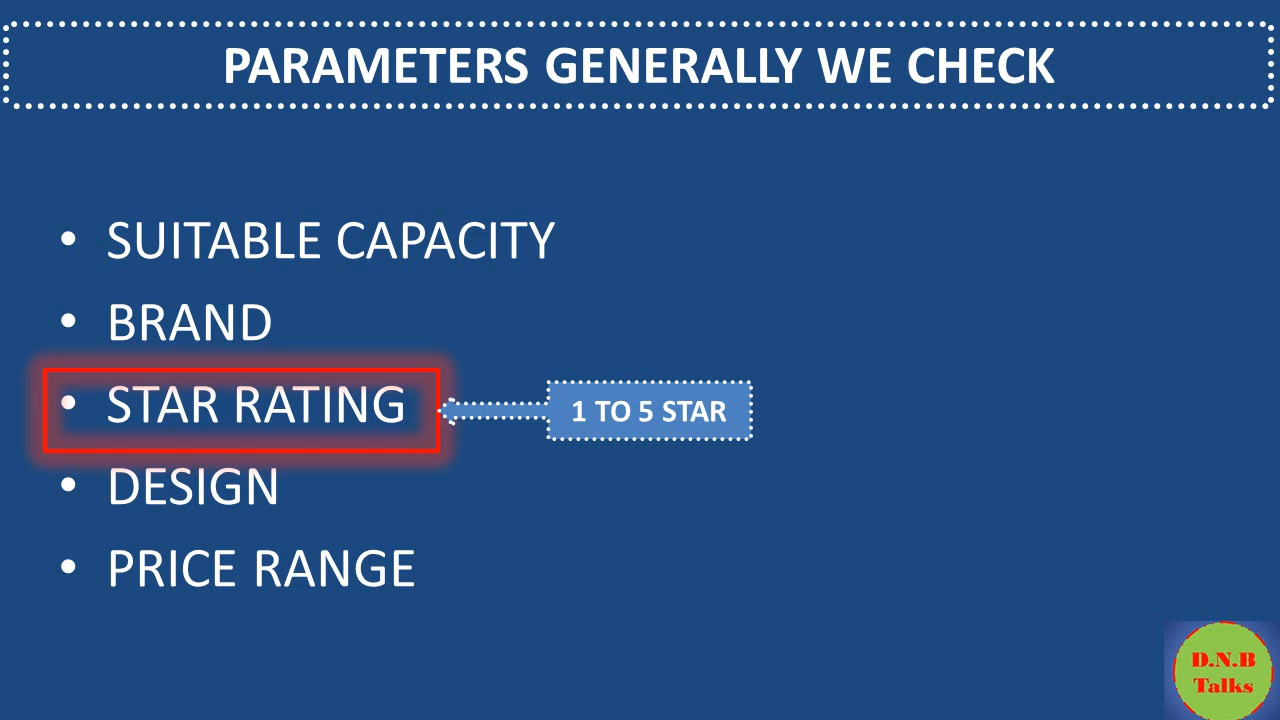 PARAMETERS GENERALLY WE CHECK
• SUITABLE CAPACITY
• BRAND
• STAR RATING
1 TO 5 STAR
• DESIGN
• PRICE RANGE
D.N.B
Talks